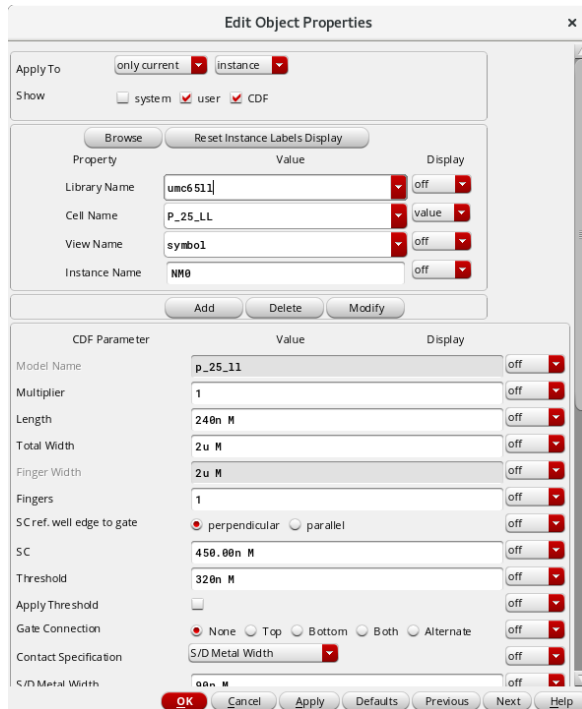 Edit Object Properties ×
Apply To only current instance
Show system user CDF
Browse Reset Instance Labels Display
Property Value Display
Library Name umc65ll off
Cell Name P_25_LL value
View Name symbol off
Instance Name NM0 off
Add Delete Modify
CDF Parameter Value Display
Model Name p_25_ll off
Multiplier 1 off
Length 240n M off
Total Width 2u M off
Finger Width 2u M off
Fingers 1 off
SC ref. well edge to gate perpendicular parallel off
SC 450.00n M off
Threshold 320n M off
Apply Threshold off
Gate Connection None Top Bottom Both Alternate off
Contact Specification S/D Metal Width off
S/D Metal Width 90n M off
OK Cancel Apply Defaults Previous Next Help